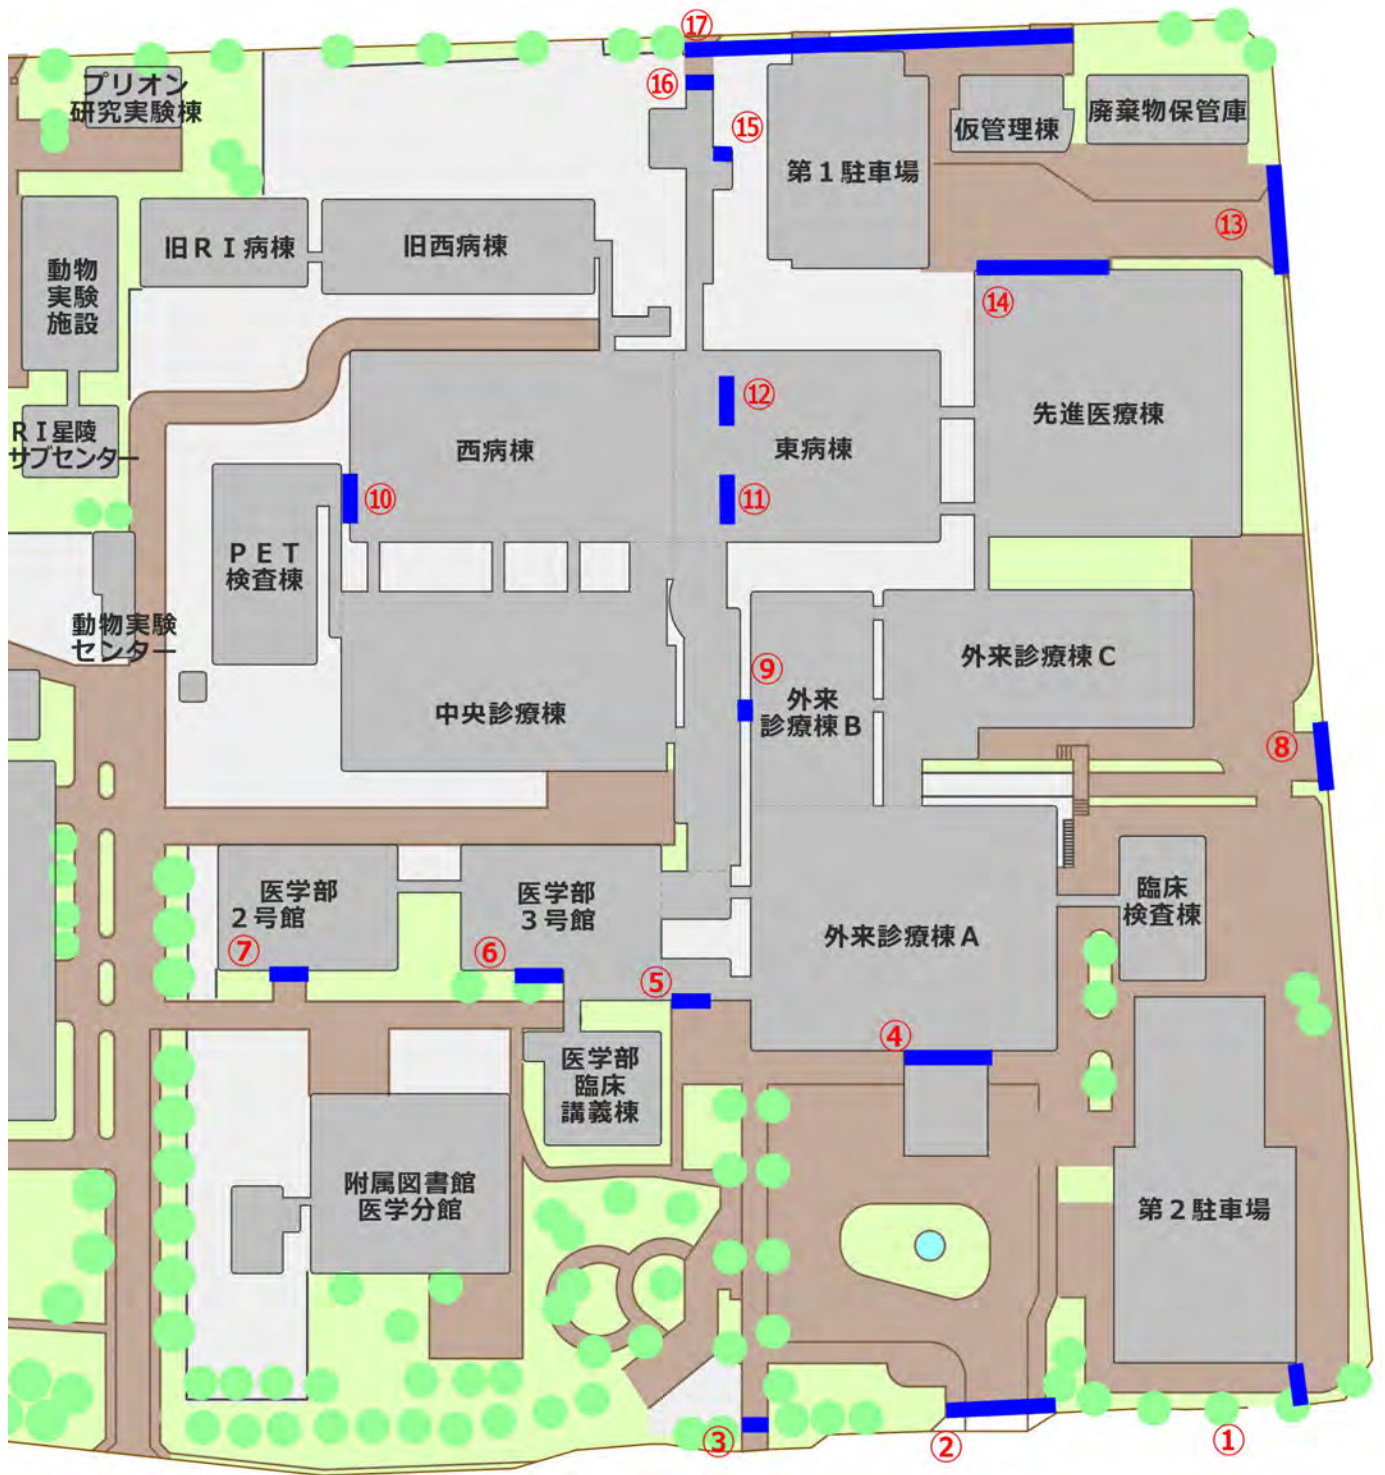 ⑰
プリオン
研究実験棟
⑯
⑮
仮管理棟
廃棄物保管庫
第１駐車場
⑬
旧ＲＩ病棟
旧西病棟
動物
実験
施設
⑭
⑫
先進医療棟
ＲＩ星陵
サブセンター
西病棟
東病棟
⑩
⑪
ＰＥＴ
検査棟
動物実験
センター
外来診療棟Ｃ
⑨
外来
診療棟Ｂ
中央診療棟
⑧
医学部
２号館
医学部
３号館
臨床
検査棟
外来診療棟Ａ
⑦
⑥
⑤
④
医学部
臨床
講義棟
附属図書館
医学分館
第２駐車場
③
②
①